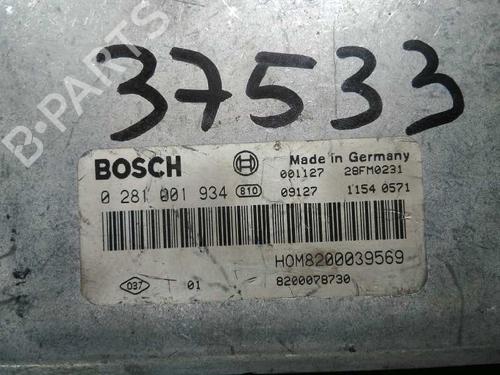 B-PARTS
37533
BOSCH Made in Germany
001127 28FM0231
0 281 001 934 810 09127 1154 0571
HOM8200039569
037 01 8200078730